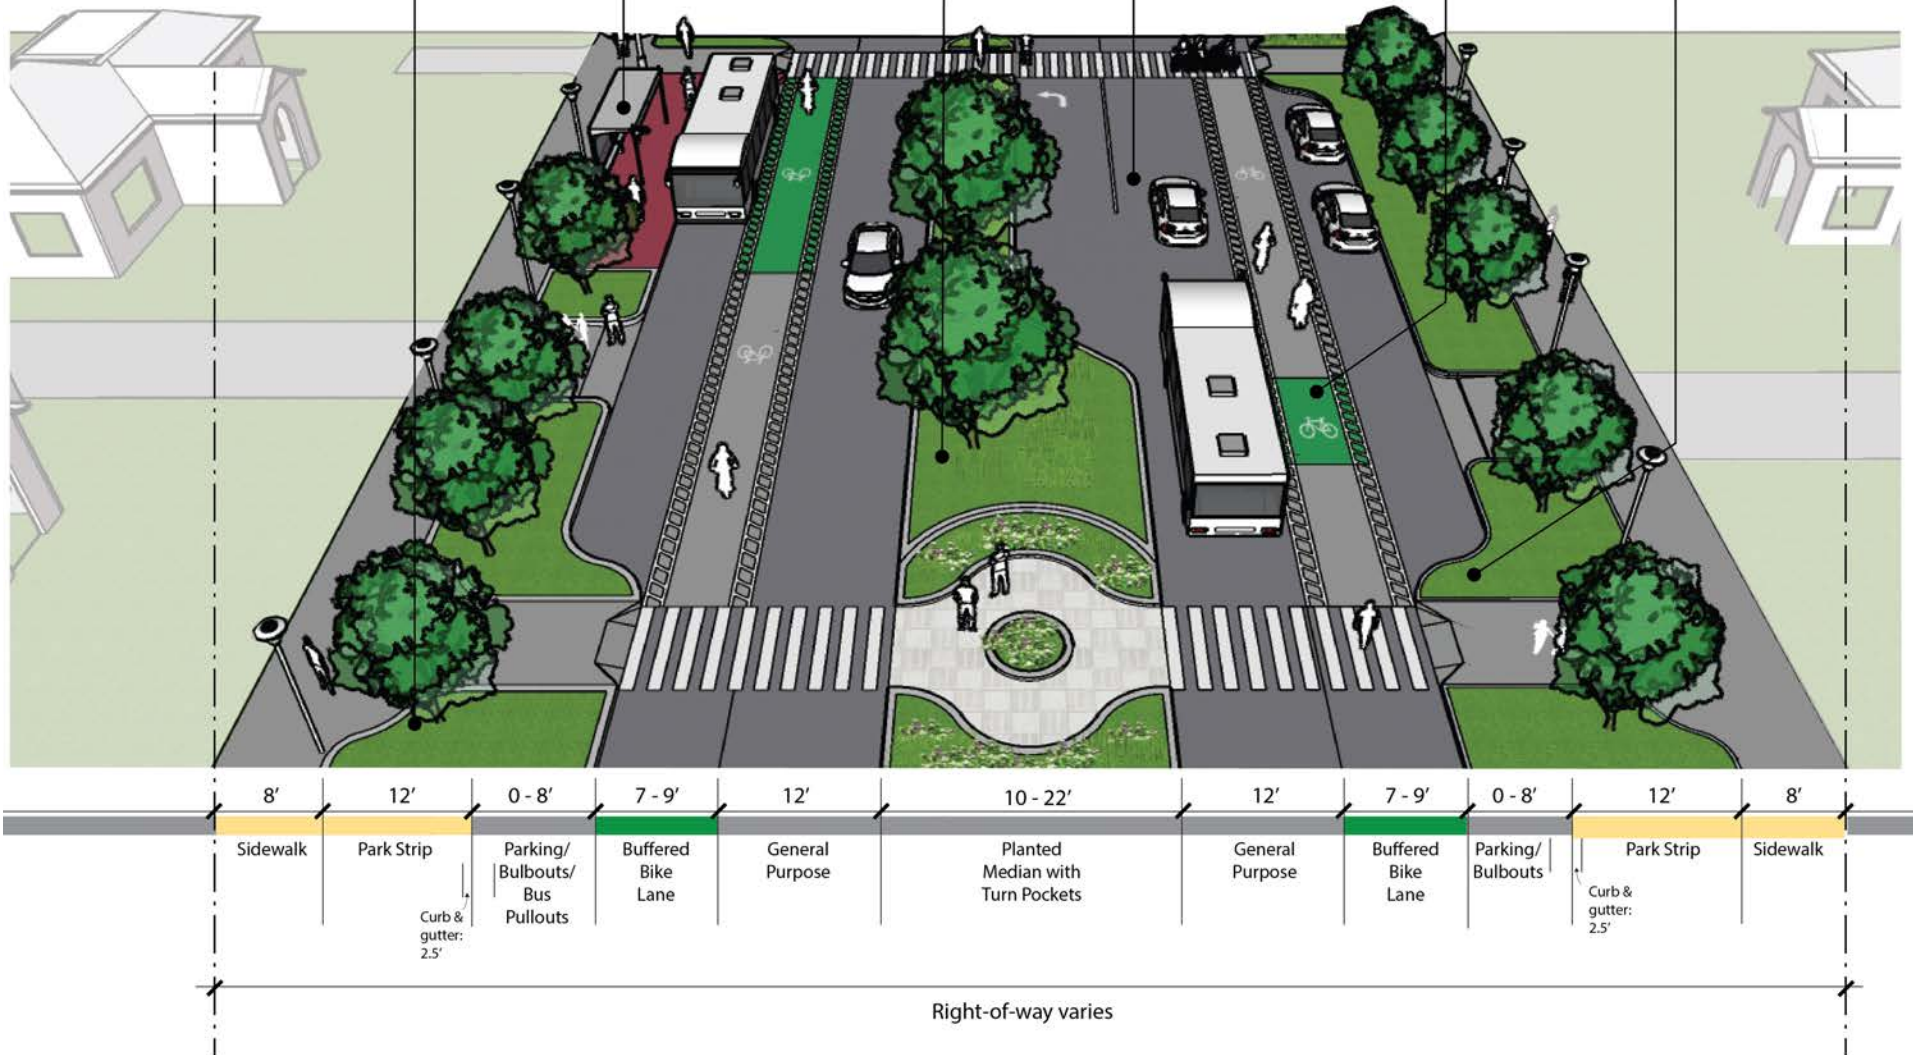 8’ 12’ 0 - 8’ 7 - 9’ 12’ 10 - 22’ 12’ 7 - 9’ 0 - 8’ 12’ 8’
Sidewalk
Park Strip
Curb &
gutter:
2.5’
Parking/
Bulbouts/
Bus
Pullouts
Buffered
Bike
Lane
General
Purpose
Planted
Median with
Turn Pockets
General
Purpose
Buffered
Bike
Lane
Parking/
Bulbouts
Curb &
gutter:
2.5’
Park Strip
Sidewalk
Right-of-way varies